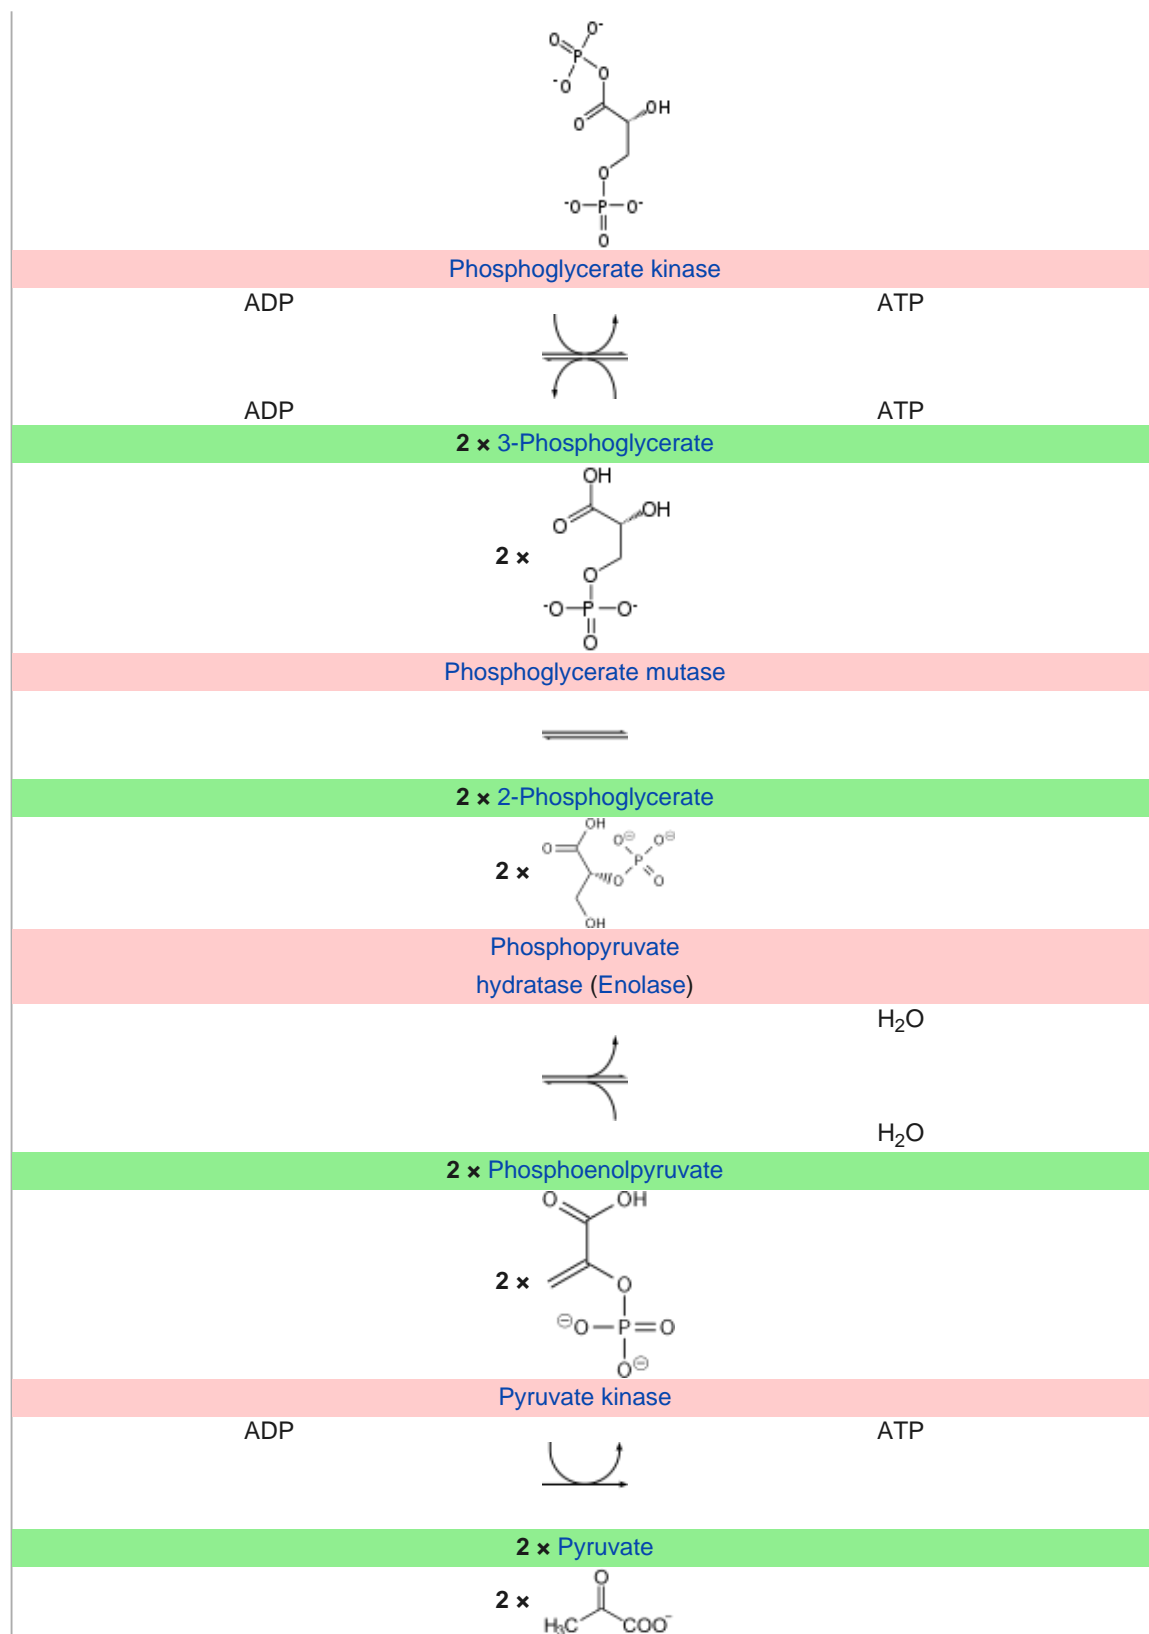 O⁻
O
P
⁻O
O
OH
O
O
⁻O P O⁻
O
Phosphoglycerate kinase
ADP ATP
ADP ATP
2 × 3-Phosphoglycerate
OH
OH
O
2 ×
O
⁻O P O⁻
O
Phosphoglycerate mutase
2 × 2-Phosphoglycerate
OH
O⊖ O⊖
O
P
2 ×
O O
OH
Phosphopyruvate
hydratase (Enolase)
H₂O
H₂O
2 × Phosphoenolpyruvate
O OH
2 ×
O
⊖O P O
O⊖
Pyruvate kinase
ADP ATP
2 × Pyruvate
O
2 ×
H₃C COO⁻